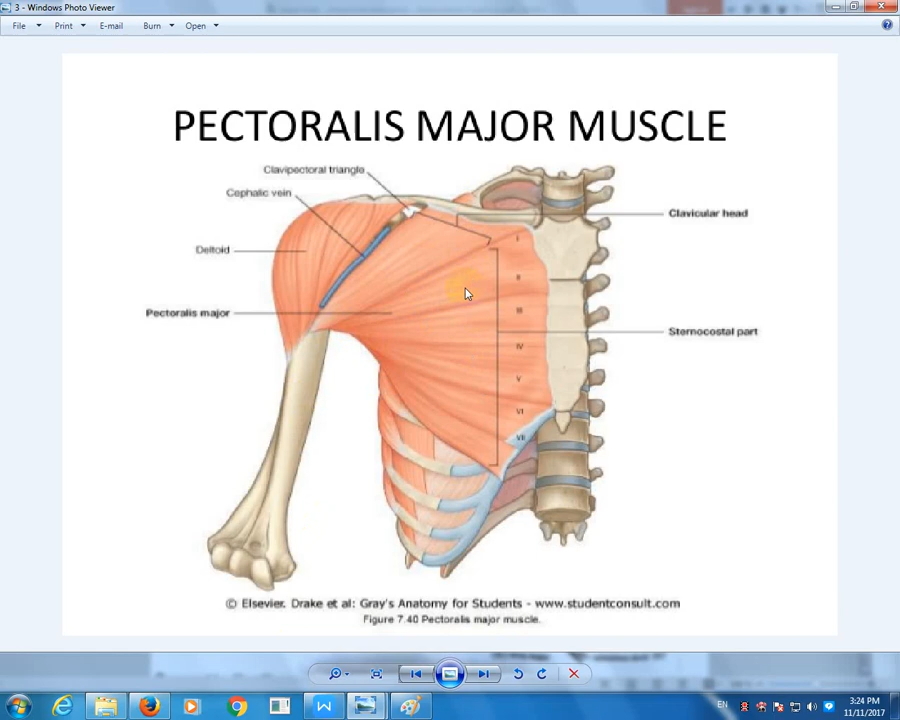 3 - Windows Photo Viewer
File Print E-mail Burn Open
PECTORALIS MAJOR MUSCLE
Clavipectoral triangle
Cephalic vein
Clavicular head
I
Deltoid
II
Pectoralis major
III
Sternocostal part
IV
V
VI
VII
© Elsevier. Drake et al: Gray's Anatomy for Students - www.studentconsult.com
Figure 7.40 Pectoralis major muscle.
EN
3:24 PM
11/11/2017